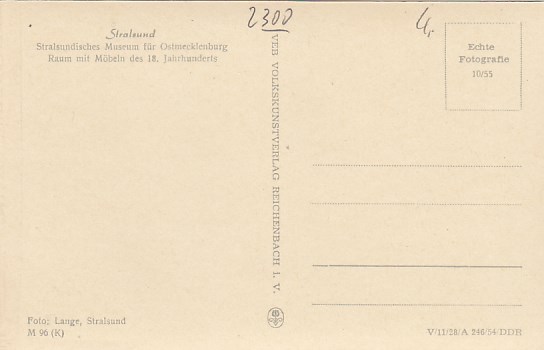 2300
4,-
Stralsund
Stralsundisches Museum für Ostmecklenburg
Raum mit Möbeln des 18. Jahrhunderts
Echte
Fotografie
10/55
VEB VOLKSKUNSTVERLAG REICHENBACH I. V.
Foto: Lange, Stralsund
M 96 (K)
V/11/28/A 246/54 DDR